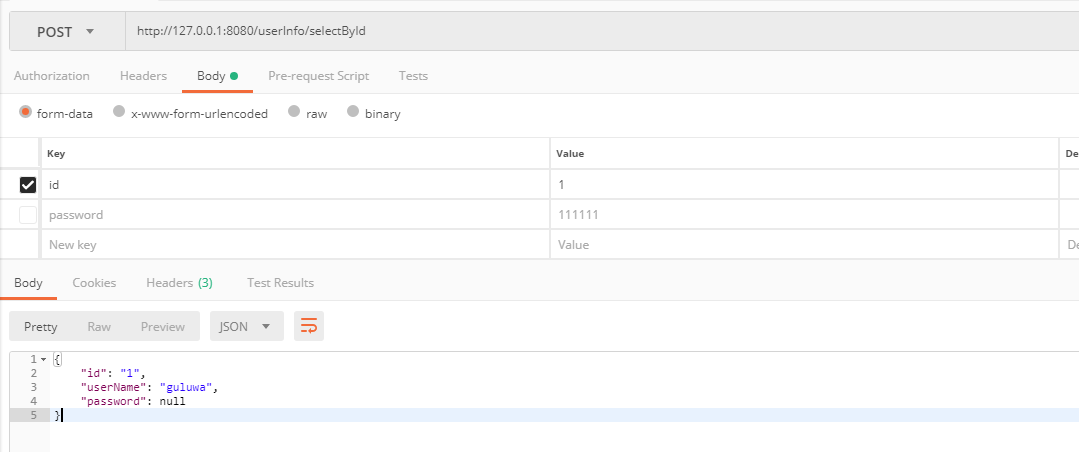 POST http://127.0.0.1:8080/userInfo/selectById
Authorization Headers Body Pre-request Script Tests
form-data x-www-form-urlencoded raw binary
Key Value De
id 1
password 111111
New key Value De
Body Cookies Headers (3) Test Results
Pretty Raw Preview JSON
1 {
2 "id": "1",
3 "userName": "guluwa",
4 "password": null
5 }